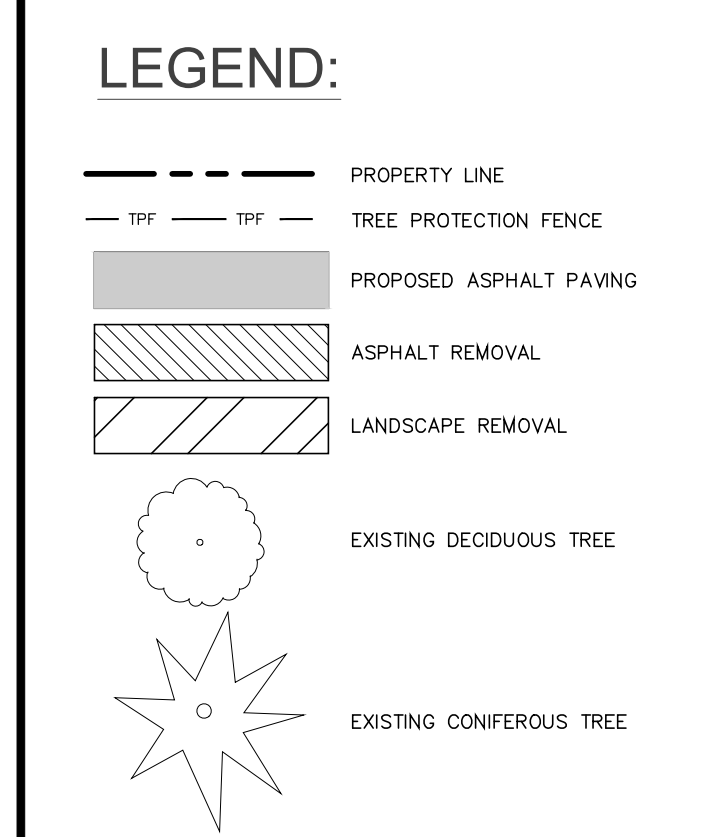 LEGEND:
PROPERTY LINE
TPF TPF TREE PROTECTION FENCE
PROPOSED ASPHALT PAVING
ASPHALT REMOVAL
LANDSCAPE REMOVAL
EXISTING DECIDUOUS TREE
EXISTING CONIFEROUS TREE